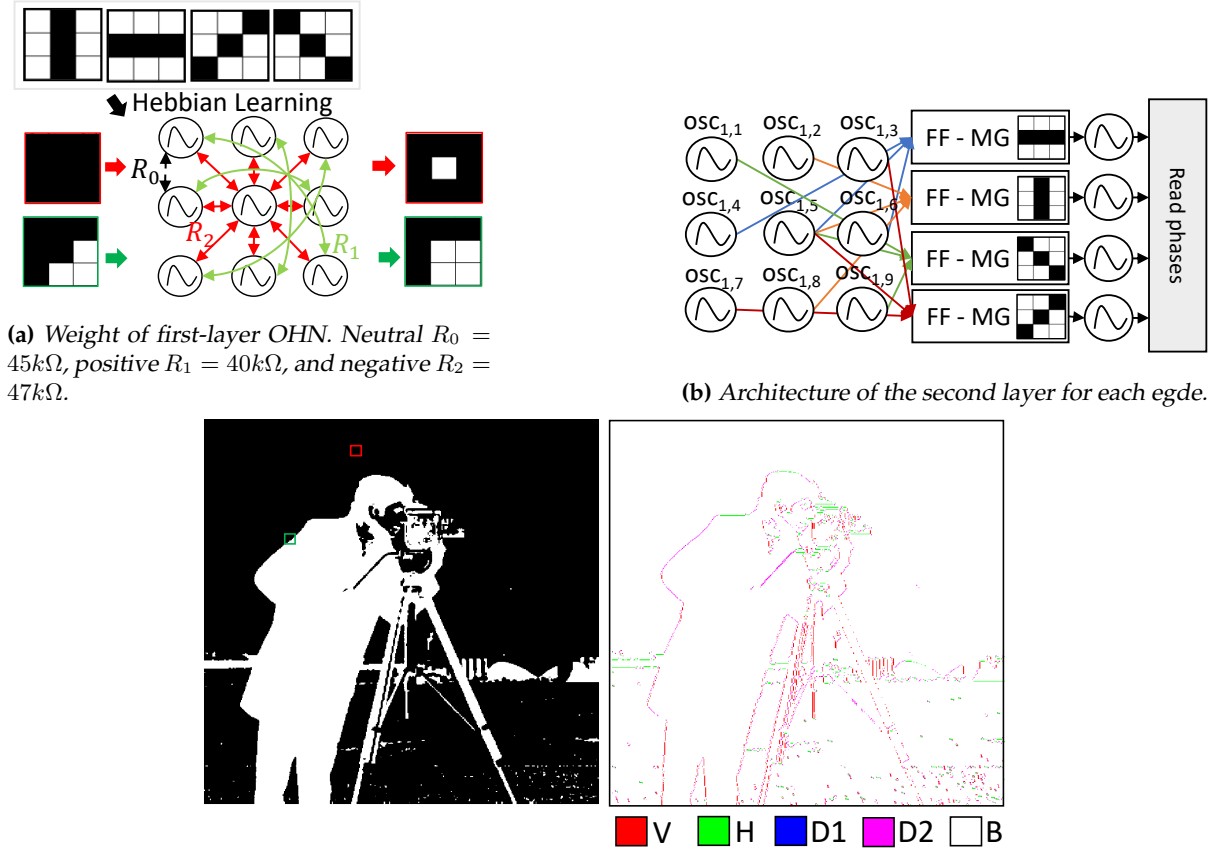 Hebbian Learning
R0
R2
R1
(a) Weight of first-layer OHN. Neutral R0 =
45kΩ, positive R1 = 40kΩ, and negative R2 =
47kΩ.
OSC1,1 OSC1,2 OSC1,3
OSC1,4 OSC1,5 OSC1,6
OSC1,7 OSC1,8 OSC1,9
FF - MG
FF - MG
FF - MG
FF - MG
Read phases
(b) Architecture of the second layer for each egde.
V H D1 D2 B